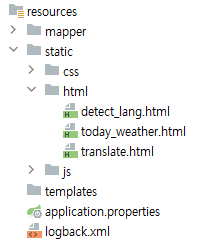 resources
mapper
static
css
html
detect_lang.html
today_weather.html
translate.html
js
templates
application.properties
logback.xml